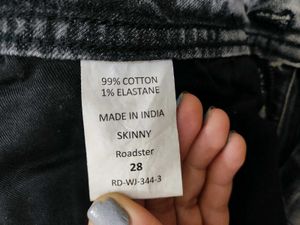 99% COTTON
1% ELASTANE
MADE IN INDIA
SKINNY
Roadster
28
RD-WJ-344-3